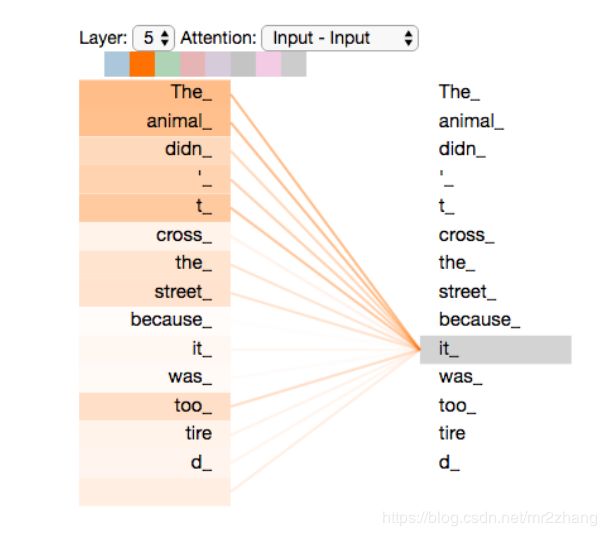 Layer: 5 Attention: Input - Input
The_ The_
animal_ animal_
didn_ didn_
'_ '_
t_ t_
cross_ cross_
the_ the_
street_ street_
because_ because_
it_ it_
was_ was_
too_ too_
tire tire
d_ d_
https://blog.csdn.net/mr2zhang